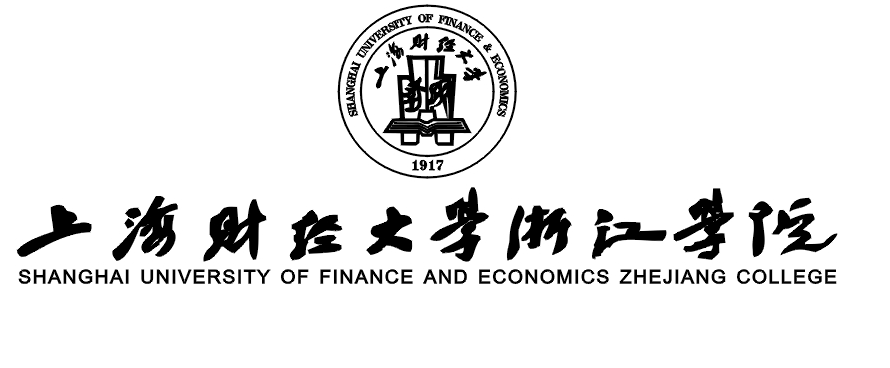 SHANGHAI UNIVERSITY OF FINANCE & ECONOMICS
上海财经大学
1917
上海财经大学浙江学院
SHANGHAI UNIVERSITY OF FINANCE AND ECONOMICS ZHEJIANG COLLEGE